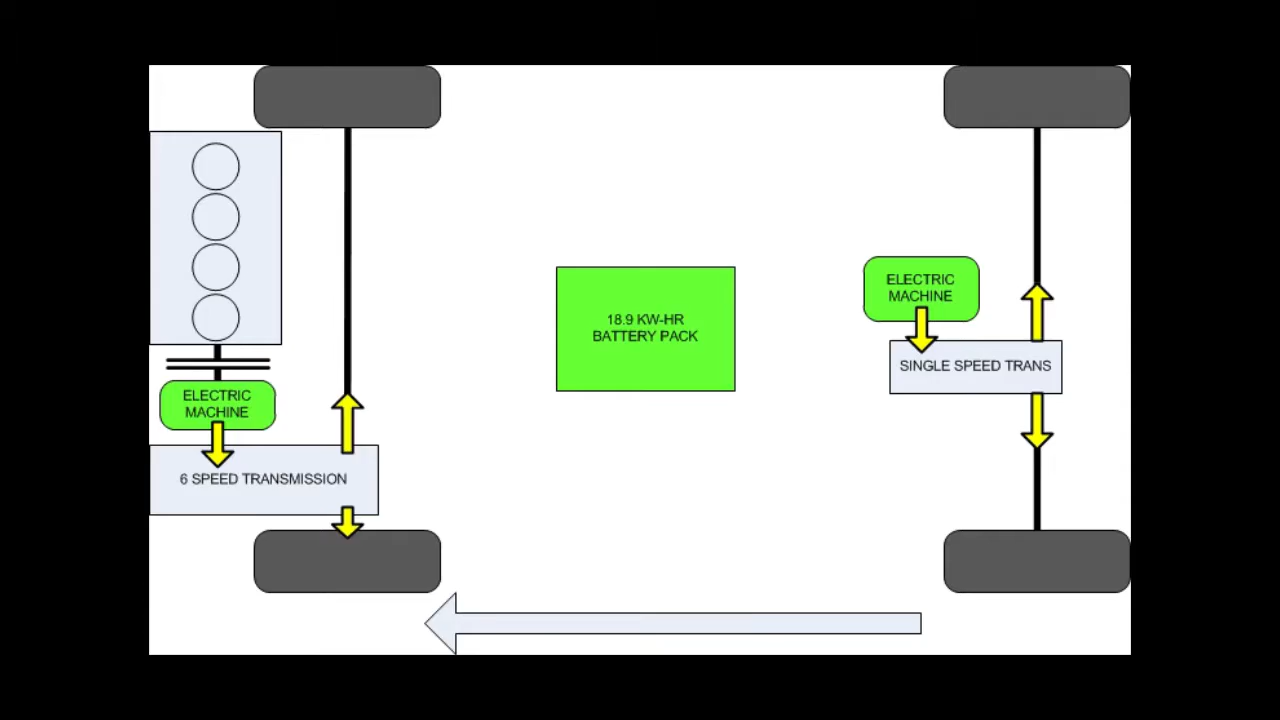 ELECTRIC
MACHINE
6 SPEED TRANSMISSION
18.9 KW-HR
BATTERY PACK
ELECTRIC
MACHINE
SINGLE SPEED TRANS